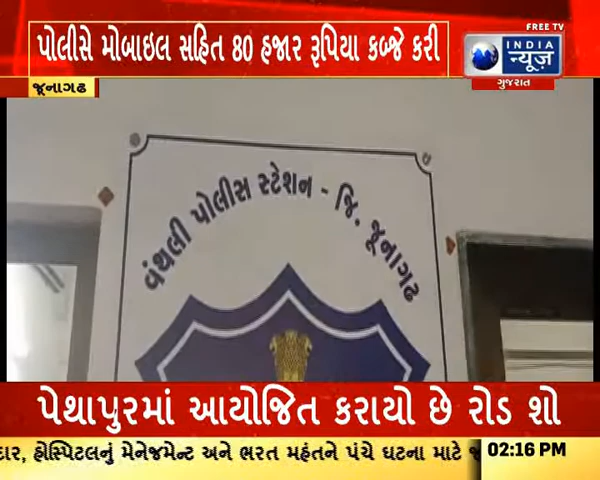 પોલીસે મોબાઇલ સહિત 80 હજાર રૂપિયા કબ્જે કરી
FREE TV
INDIA
न्यूज़
ગુજરાત
જૂનાગઢ
વંથલી પોલીસ સ્ટેશન - જિ. જૂનાગઢ
પેથાપુરમાં આયોજિત કરાયો છે રોડ શો
હોસ્પિટલનું મેનેજમેન્ટ અને ભરત મહંતને પંચે ઘટના માટે
02:16 PM